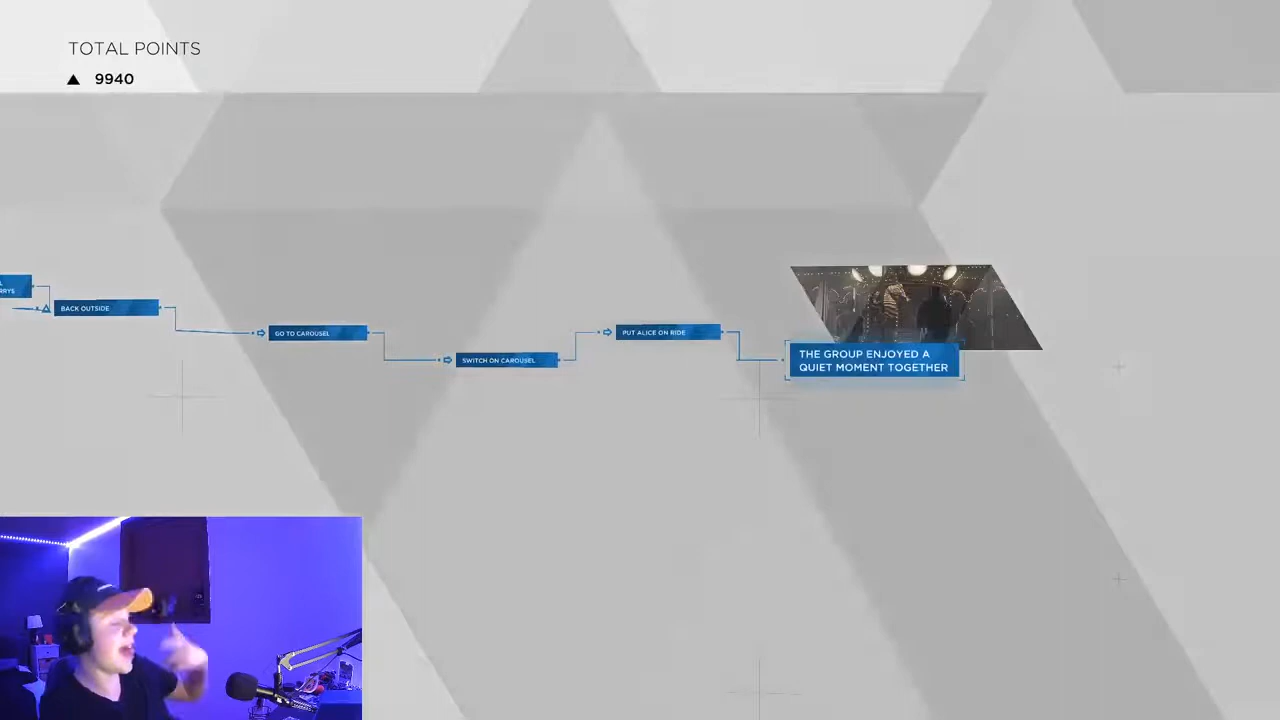 TOTAL POINTS
9940
RRYS
BACK OUTSIDE
GO TO CAROUSEL
SWITCH ON CAROUSEL
PUT ALICE ON RIDE
THE GROUP ENJOYED A
QUIET MOMENT TOGETHER